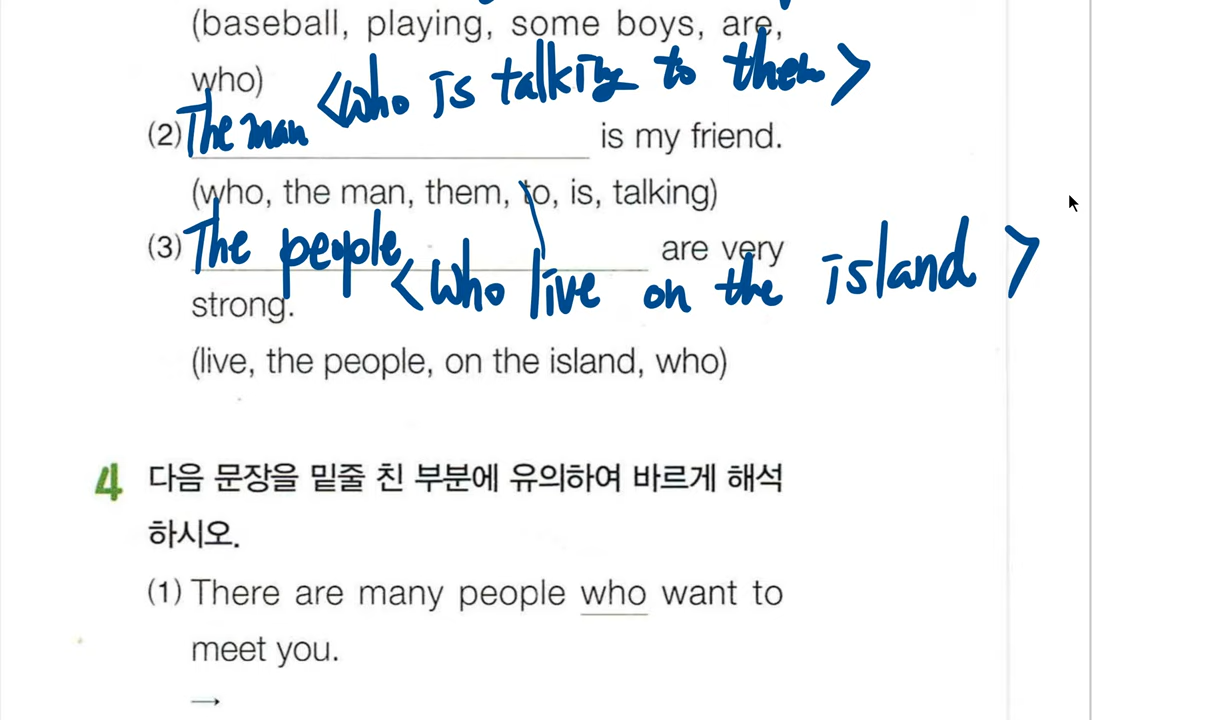 (baseball, playing, some boys, are,
who)
<who is talking to them>
(2) The man is my friend.
(who, the man, them, to, is, talking)
(3) The people are very
<who live on the island>
strong.
(live, the people, on the island, who)
4 다음 문장을 밑줄 친 부분에 유의하여 바르게 해석
하시오.
(1) There are many people who want to
meet you.
→